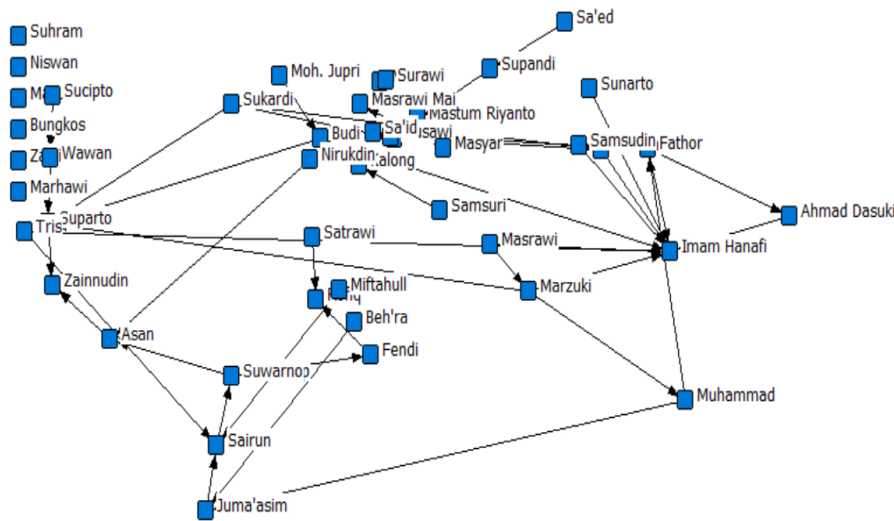 Suhram
Sa'ed
Niswan
Supandi
Moh. Jupri
Surawi
Sucipto
Sunarto
Sukardi
Masrawi Mai
Mastum Riyanto
Bungkos
Sa'id
Budi
Masyar
Samsudin
Fathor
Wawan
Nirukdin
Marhawi
Samsuri
Suparto
Ahmad Dasuki
Tris
Satrawi
Masrawi
Imam Hanafi
Zainnudin
Miftahull
Marzuki
Beh'ra
Asan
Fendi
Suwarno
Muhammad
Sairun
Juma'asim